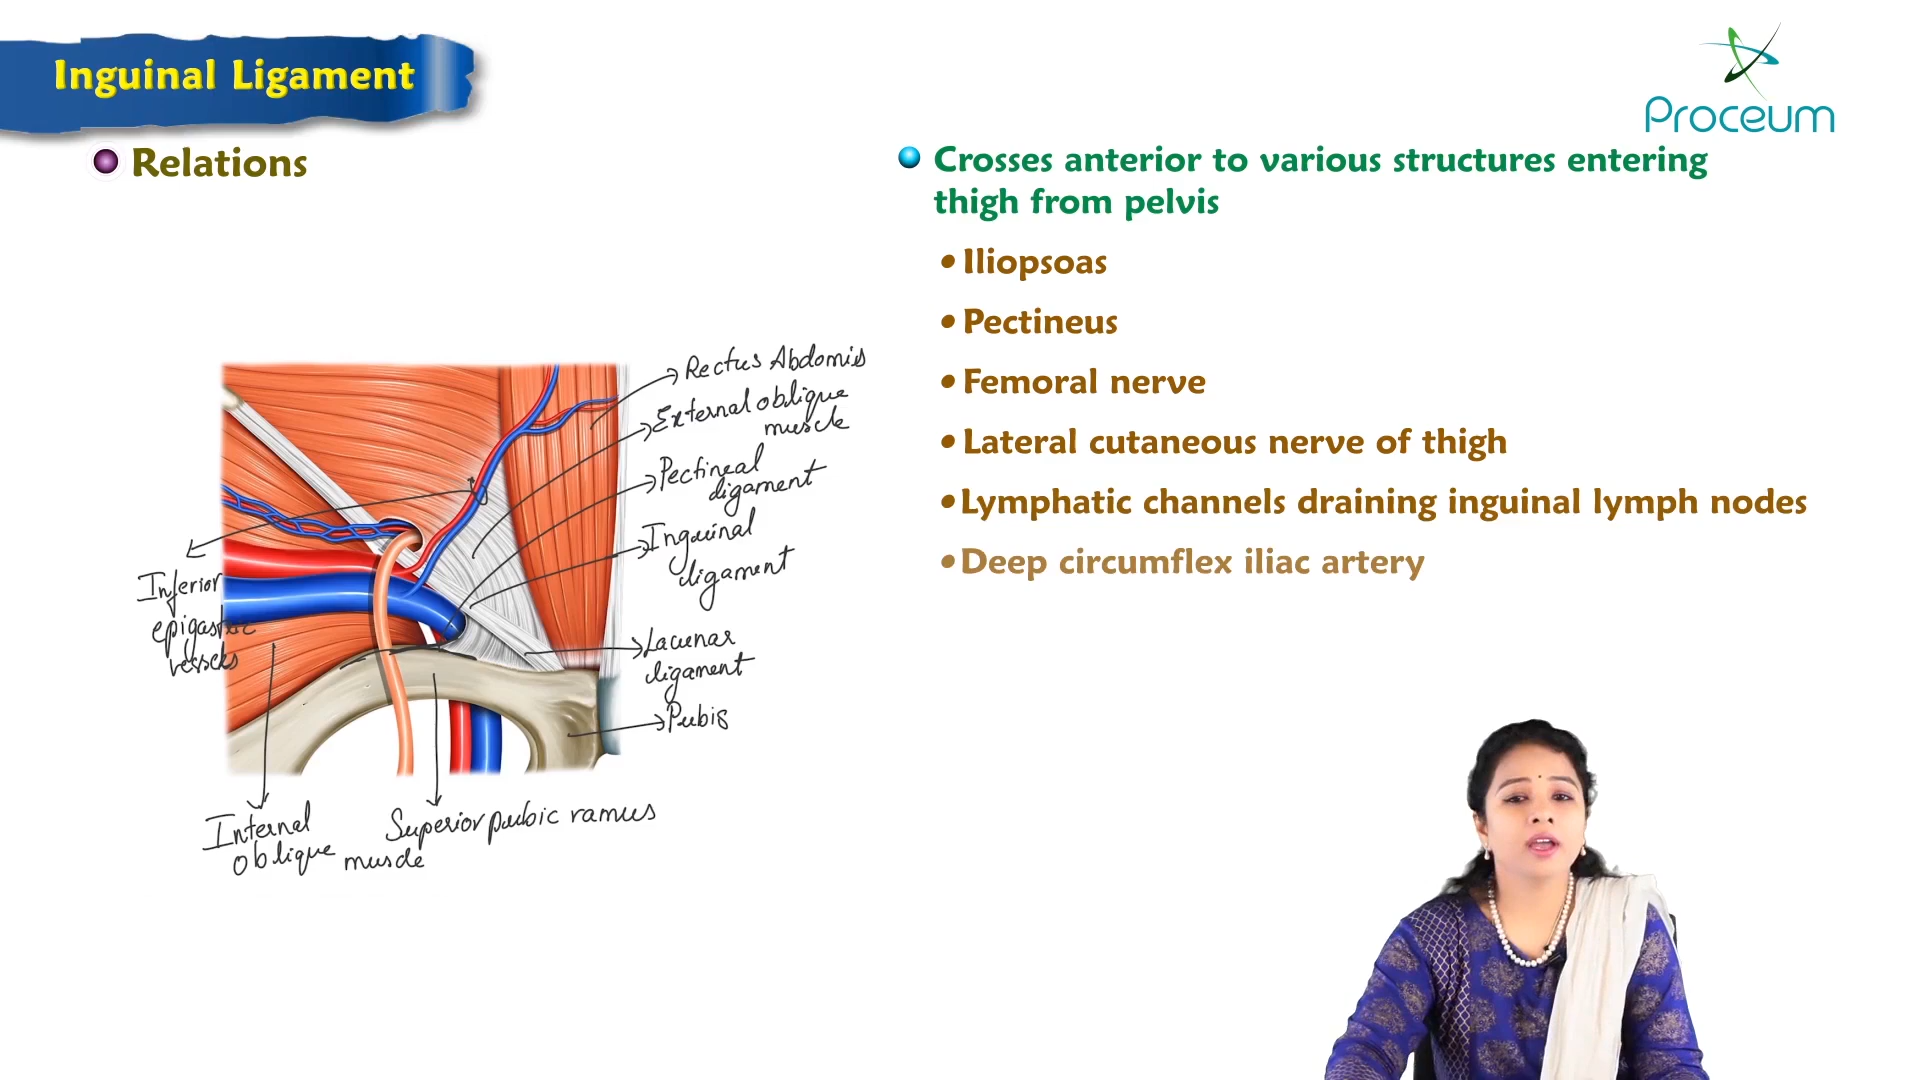 Inguinal Ligament
Proceum
Relations
Crosses anterior to various structures entering
thigh from pelvis
• Iliopsoas
• Pectineus
• Femoral nerve
• Lateral cutaneous nerve of thigh
• Lymphatic channels draining inguinal lymph nodes
• Deep circumflex iliac artery
Rectus Abdomis
External oblique
muscle
Pectineal
ligament
Inguinal
ligament
Lacunar
ligament
Pubis
Inferior
epigastric
vessels
Internal
oblique muscle
Superior pubic ramus